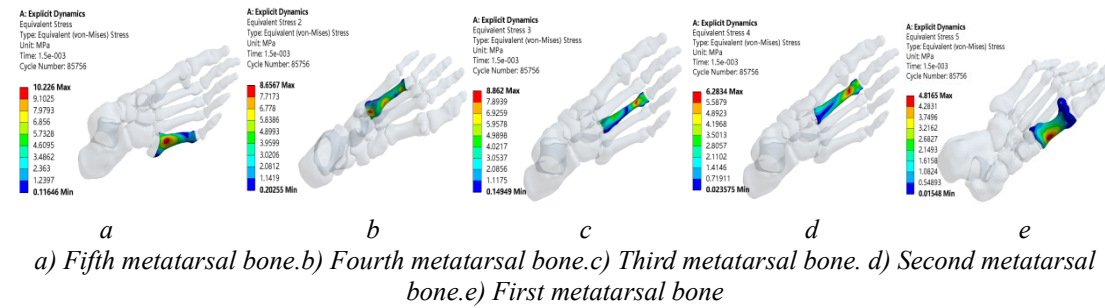 A: Explicit Dynamics
Equivalent Stress
Type: Equivalent (von-Mises) Stress
Unit: MPa
Time: 1.5e-003
Cycle Number: 85756
10.226 Max
9.1025
7.9793
6.856
5.7328
4.6095
3.4862
2.363
1.2397
0.11646 Min
A: Explicit Dynamics
Equivalent Stress 2
Type: Equivalent (von-Mises) Stress
Unit: MPa
Time: 1.5e-003
Cycle Number: 85756
8.6567 Max
7.7173
6.778
5.8386
4.8993
3.9599
3.0206
2.0812
1.1419
0.20255 Min
A: Explicit Dynamics
Equivalent Stress 3
Type: Equivalent (von-Mises) Stress
Unit: MPa
Time: 1.5e-003
Cycle Number: 85756
8.862 Max
7.8939
6.9259
5.9578
4.9898
4.0217
3.0537
2.0856
1.1175
0.14949 Min
A: Explicit Dynamics
Equivalent Stress 4
Type: Equivalent (von-Mises) Stress
Unit: MPa
Time: 1.5e-003
Cycle Number: 85756
6.2834 Max
5.5879
4.8923
4.1968
3.5013
2.8057
2.1102
1.4146
0.71911
0.023575 Min
A: Explicit Dynamics
Equivalent Stress 5
Type: Equivalent (von-Mises) Stress
Unit: MPa
Time: 1.5e-003
Cycle Number: 85756
4.8165 Max
4.2831
3.7496
3.2162
2.6827
2.1493
1.6158
1.0824
0.54893
0.01548 Min
a b c d e
a) Fifth metatarsal bone.b) Fourth metatarsal bone.c) Third metatarsal bone. d) Second metatarsal
bone.e) First metatarsal bone